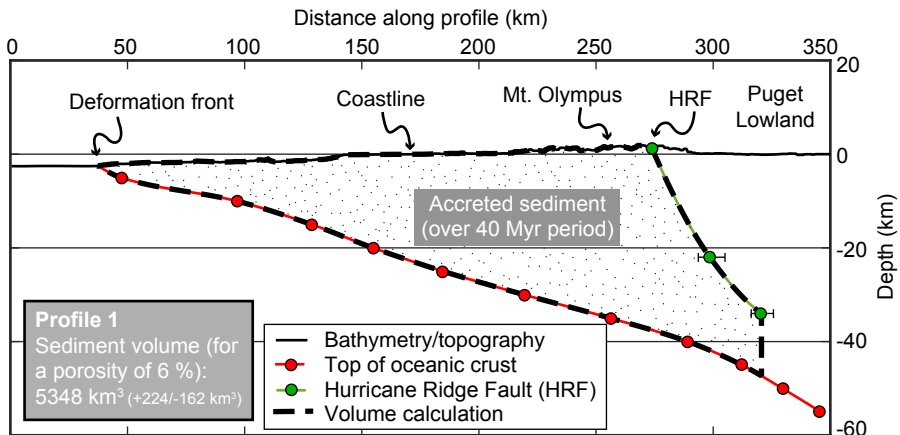 Distance along profile (km)
0 50 100 150 200 250 300 350
20
Deformation front
Coastline
Mt. Olympus
HRF
Puget
Lowland
0
Accreted sediment
(over 40 Myr period)
-20
Depth (km)
Profile 1
Sediment volume (for
a porosity of 6 %):
5348 km³ (+224/-162 km³)
Bathymetry/topography
Top of oceanic crust
Hurricane Ridge Fault (HRF)
Volume calculation
-40
-60